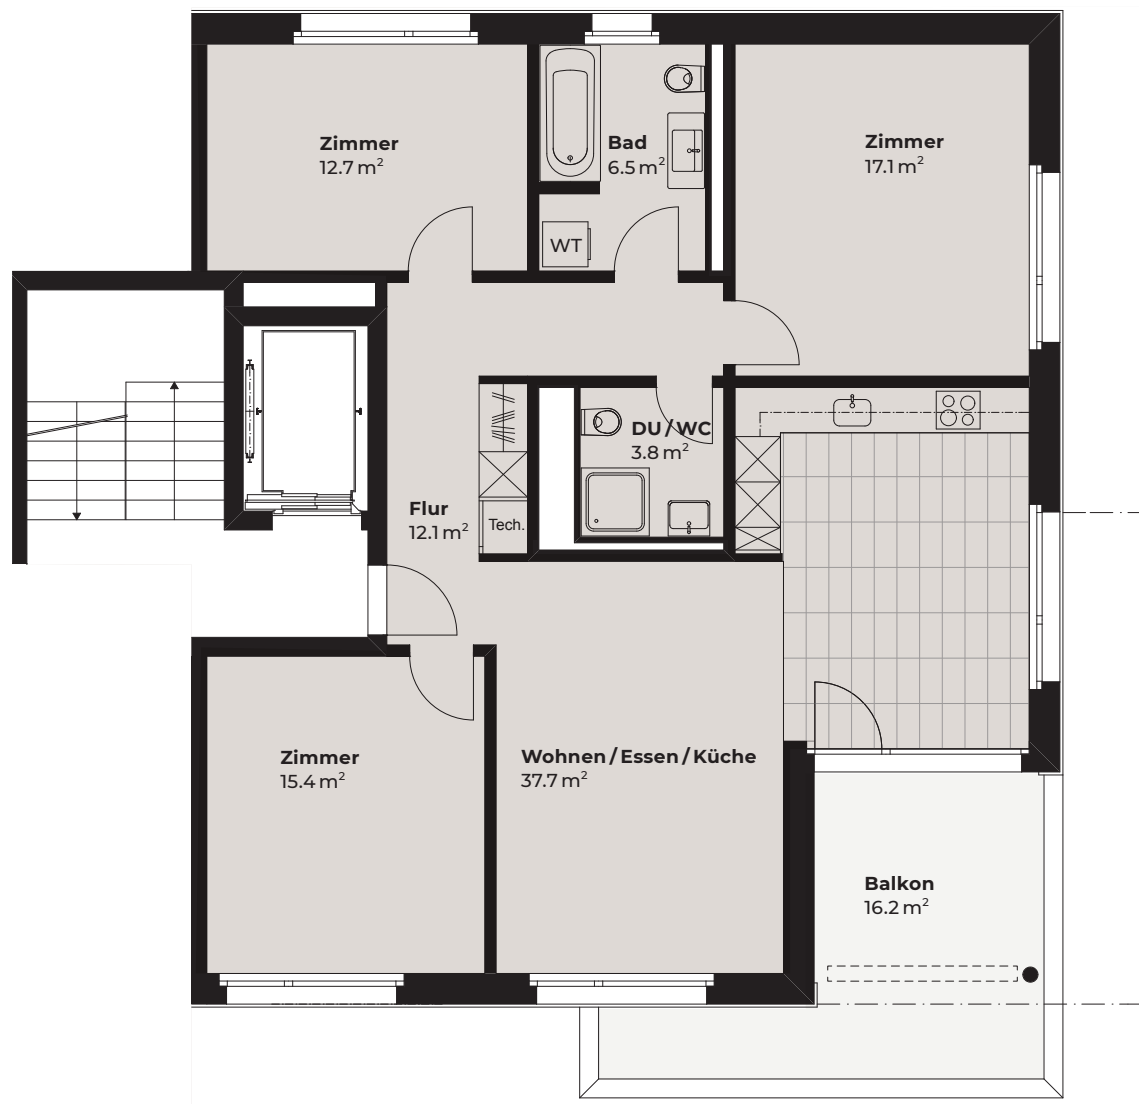 Zimmer
12.7 m²
Bad
6.5 m²
Zimmer
17.1 m²
WT
DU / WC
3.8 m²
Flur
12.1 m²
Tech.
Zimmer
15.4 m²
Wohnen / Essen / Küche
37.7 m²
Balkon
16.2 m²